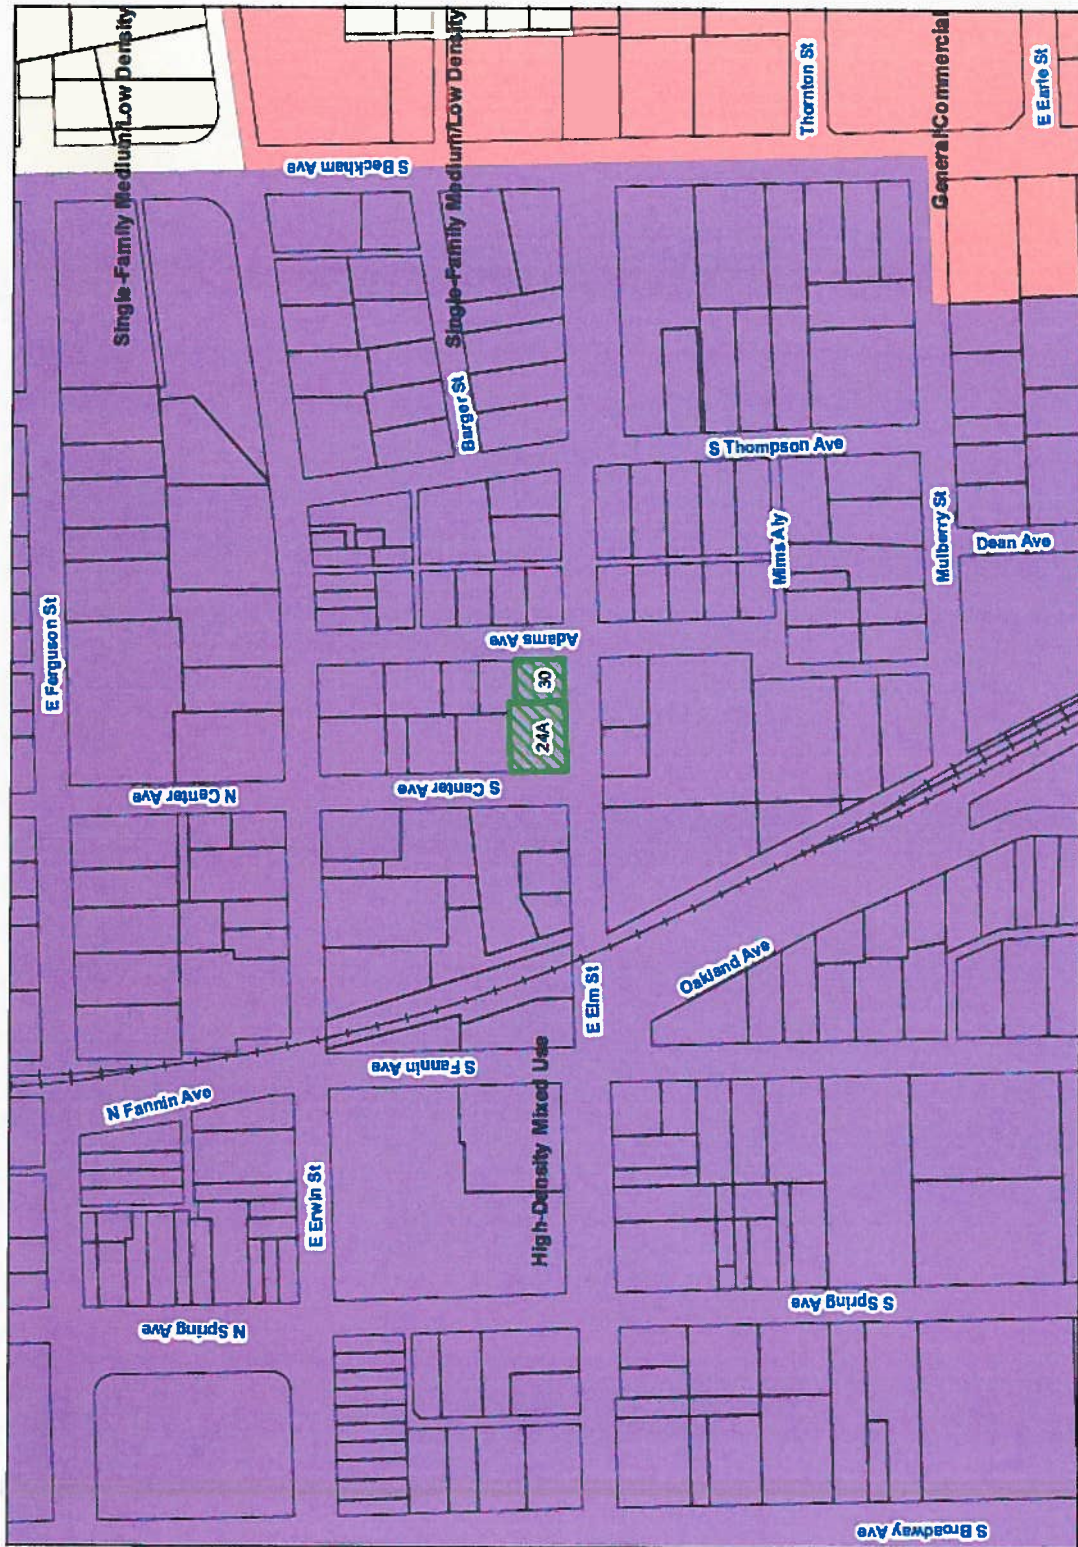 Single-Family Medium/Low Density
Single-Family Medium/Low Density
General Commercial
Thornton St
E Earle St
S Beckham Ave
Barger St
S Thompson Ave
Mims Aly
Mulberry St
Dean Ave
E Ferguson St
Adams Ave
30
24A
N Center Ave
S Center Ave
Oakland Ave
E Elm St
S Fannin Ave
N Fannin Ave
High-Density Mixed Use
E Erwin St
N Spring Ave
S Spring Ave
S Broadway Ave